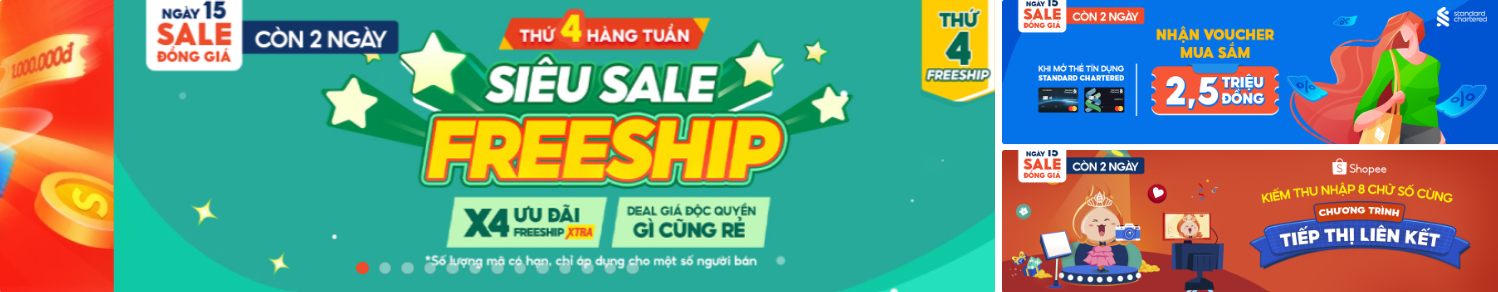 1.000.000đ
NGÀY 15
SALE
ĐỒNG GIÁ
CÒN 2 NGÀY
THỨ 4 HÀNG TUẦN
SIÊU SALE
FREESHIP
X4 ƯU ĐÃI
FREESHIP XTRA
DEAL GIÁ ĐỘC QUYỀN
GÌ CŨNG RẺ
*Số lượng mã có hạn, chỉ áp dụng cho một số người bán
THỨ
4
FREESHIP
NGÀY 15
SALE
ĐỒNG GIÁ
CÒN 2 NGÀY
standard
chartered
NHẬN VOUCHER
MUA SẮM
KHI MỞ THẺ TÍN DỤNG
STANDARD CHARTERED
2,5 TRIỆU
ĐỒNG
NGÀY 15
SALE
ĐỒNG GIÁ
CÒN 2 NGÀY
Shopee
KIẾM THU NHẬP 8 CHỮ SỐ CÙNG
CHƯƠNG TRÌNH
TIẾP THỊ LIÊN KẾT